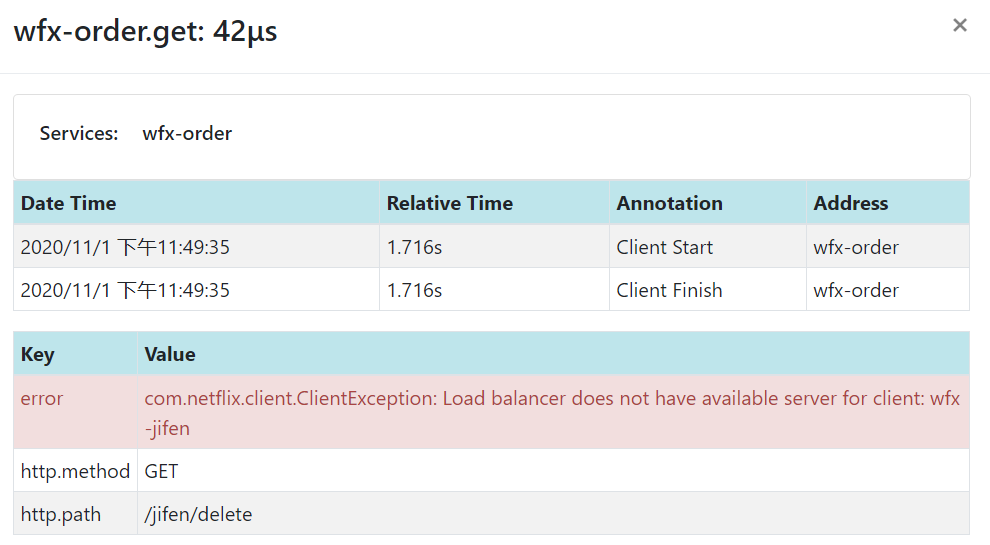 wfx-order.get: 42μs ×
Services: wfx-order
Date Time Relative Time Annotation Address
2020/11/1 下午11:49:35 1.716s Client Start wfx-order
2020/11/1 下午11:49:35 1.716s Client Finish wfx-order
Key Value
error com.netflix.client.ClientException: Load balancer does not have available server for client: wfx
-jifen
http.method GET
http.path /jifen/delete